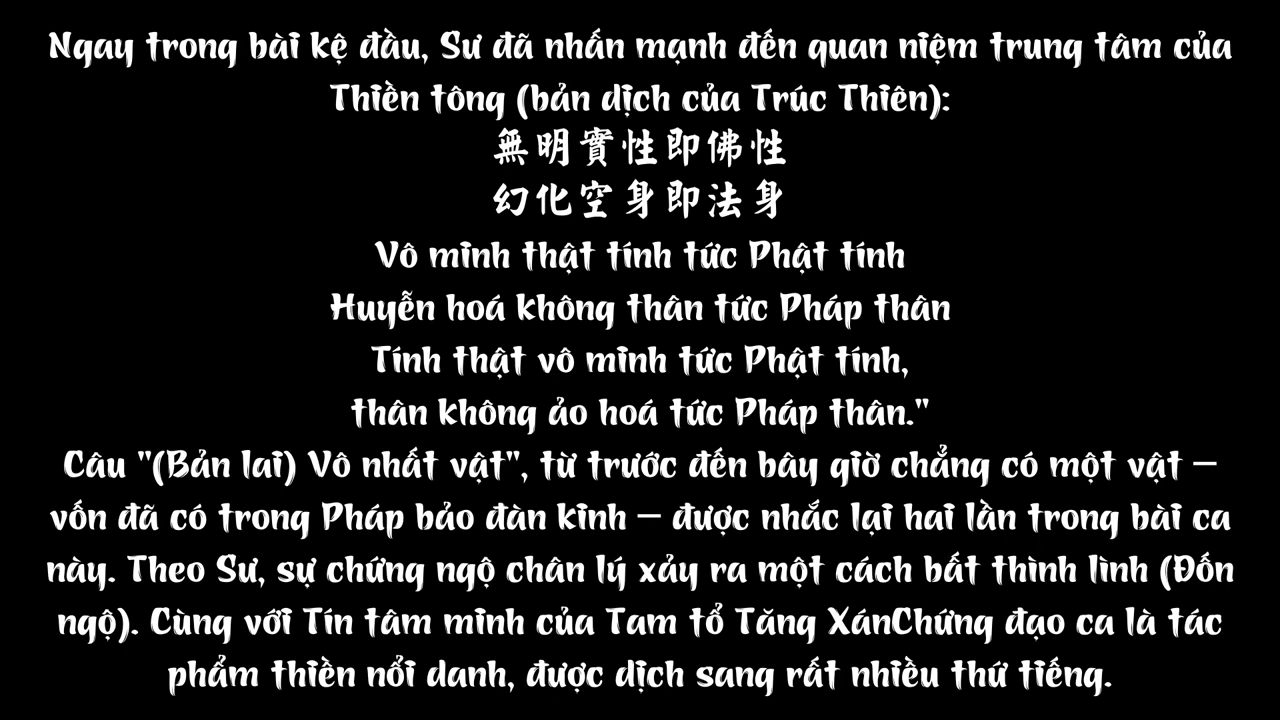 Ngay trong bài kệ đầu, Sư đã nhấn mạnh đến quan niệm trung tâm của
Thiền tông (bản dịch của Trúc Thiên):
無明實性即佛性
幻化空身即法身
Vô minh thật tính tức Phật tính
Huyễn hoá không thân tức Pháp thân
Tính thật vô minh tức Phật tính,
thân không ảo hoá tức Pháp thân."
Câu "(Bản lai) Vô nhất vật", từ trước đến bây giờ chẳng có một vật –
vốn đã có trong Pháp bảo đàn kinh – được nhắc lại hai lần trong bài ca
này. Theo Sư, sự chứng ngộ chân lý xảy ra một cách bất thình lình (Đốn
ngộ). Cùng với Tín tâm minh của Tam tổ Tăng XánChứng đạo ca là tác
phẩm thiền nổi danh, được dịch sang rất nhiều thứ tiếng.